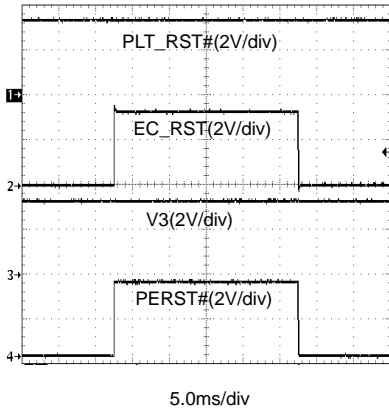 PLT_RST#(2V/div)
1
EC_RST(2V/div)
2
V3(2V/div)
3
PERST#(2V/div)
4
5.0ms/div